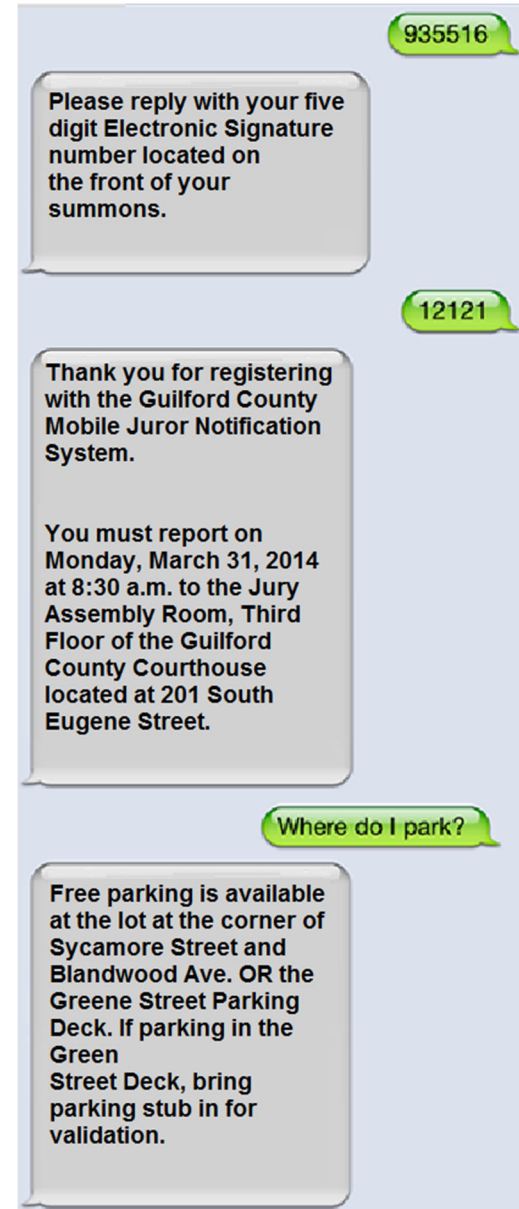 935516
Please reply with your five
digit Electronic Signature
number located on
the front of your
summons.
12121
Thank you for registering
with the Guilford County
Mobile Juror Notification
System.
You must report on
Monday, March 31, 2014
at 8:30 a.m. to the Jury
Assembly Room, Third
Floor of the Guilford
County Courthouse
located at 201 South
Eugene Street.
Where do I park?
Free parking is available
at the lot at the corner of
Sycamore Street and
Blandwood Ave. OR the
Greene Street Parking
Deck. If parking in the
Green
Street Deck, bring
parking stub in for
validation.